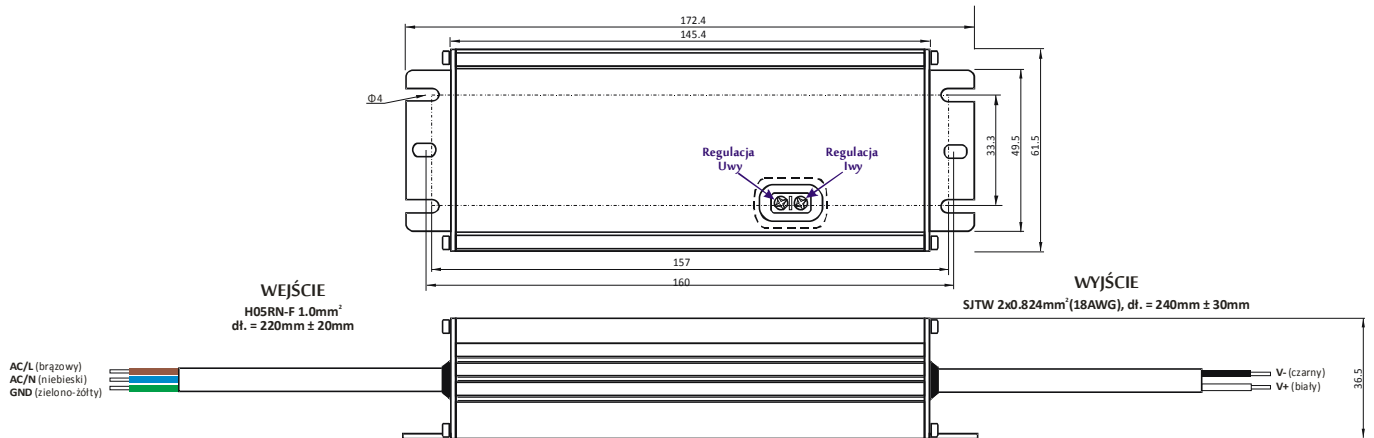 172.4
145.4
Φ4
Regulacja
Uwy
Regulacja
Iwy
33.3
49.5
61.5
157
160
WEJŚCIE
H05RN-F 1.0mm²
dł. = 220mm ± 20mm
WYJŚCIE
SJTW 2x0.824mm²(18AWG), dł. = 240mm ± 30mm
AC/L (brązowy)
AC/N (niebieski)
GND (zielono-żółty)
V- (czarny)
V+ (biały)
36.5